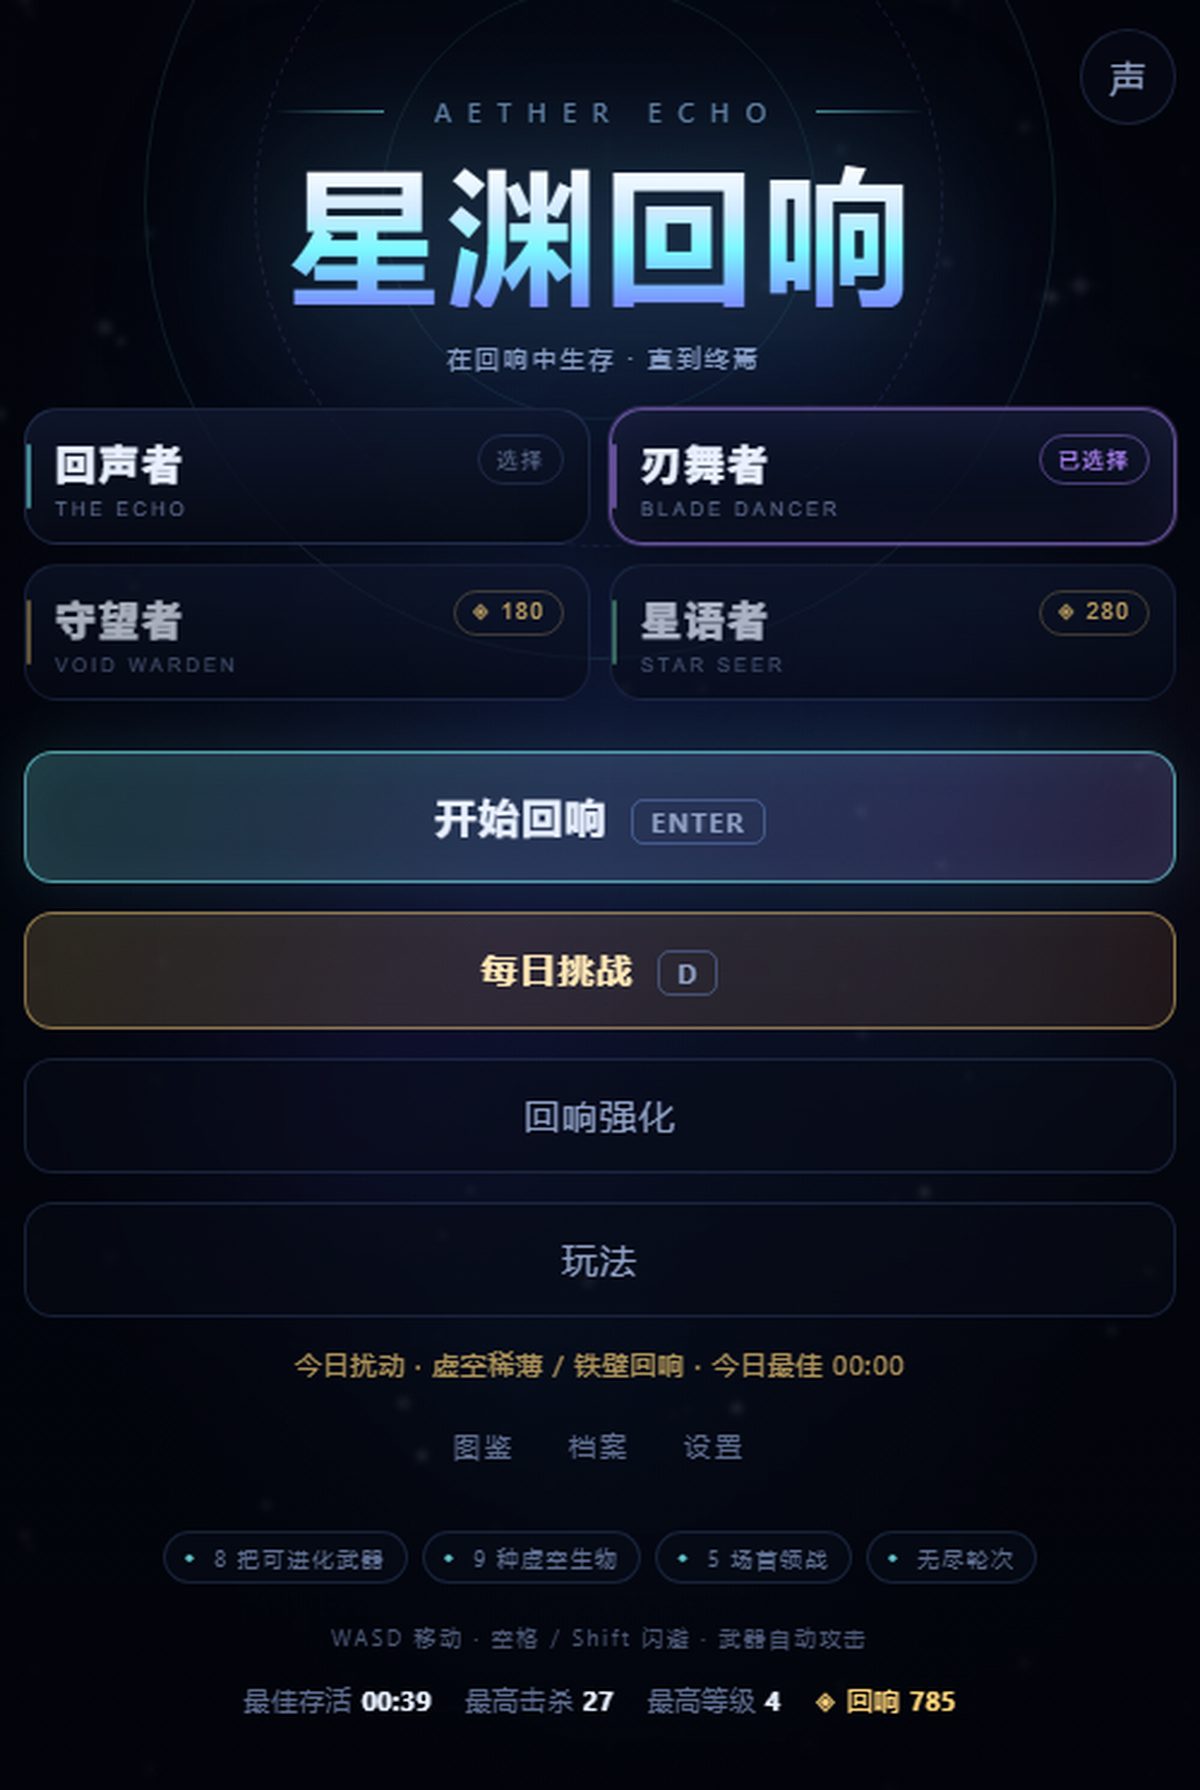 声
AETHER ECHO
星渊回响
在回响中生存 · 直到终焉
回声者 选择
THE ECHO
刃舞者 已选择
BLADE DANCER
守望者 180
VOID WARDEN
星语者 280
STAR SEER
开始回响 ENTER
每日挑战 D
回响强化
玩法
今日扰动 · 虚空稀薄 / 铁壁回响 · 今日最佳 00:00
图鉴 档案 设置
8 把可进化武器 9 种虚空生物 5 场首领战 无尽轮次
WASD 移动 · 空格 / Shift 闪避 · 武器自动攻击
最佳存活 00:39 最高击杀 27 最高等级 4 回响 785